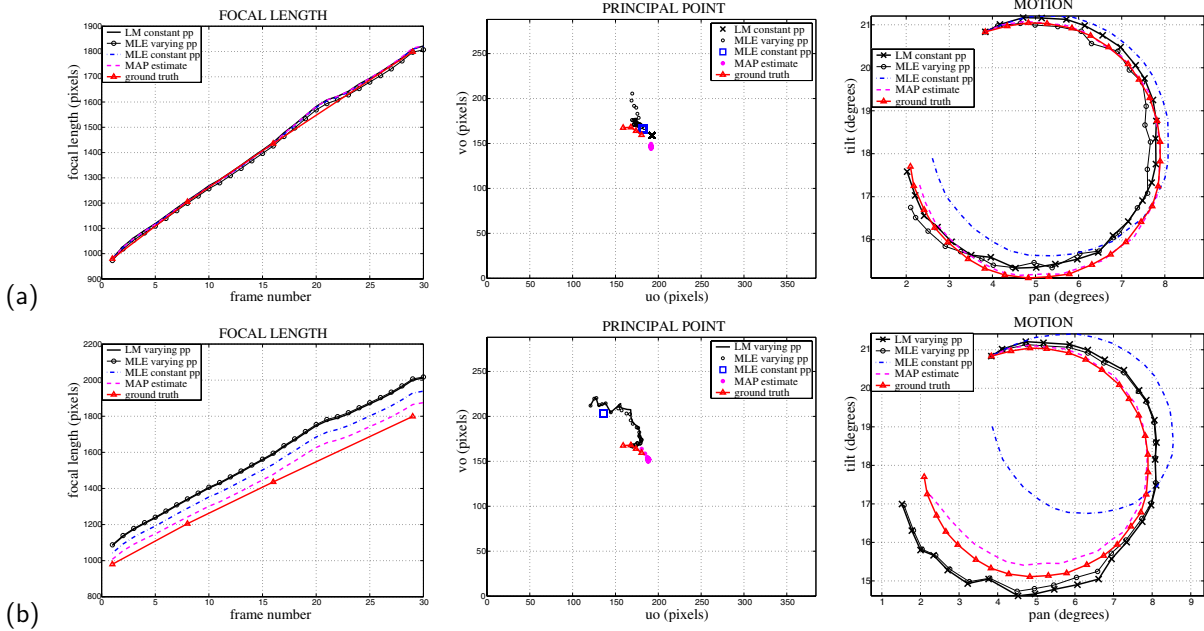 FOCAL LENGTH
focal length (pixels)
1900
1800
1700
1600
1500
1400
1300
1200
1100
1000
900
LM constant pp
MLE varying pp
MLE constant pp
MAP estimate
ground truth
0 5 10 15 20 25 30
frame number
PRINCIPAL POINT
vo (pixels)
250
200
150
100
50
0
LM constant pp
MLE varying pp
MLE constant pp
MAP estimate
ground truth
0 50 100 150 200 250 300 350
uo (pixels)
MOTION
tilt (degrees)
21
20
19
18
17
16
LM constant pp
MLE varying pp
MLE constant pp
MAP estimate
ground truth
2 3 4 5 6 7 8
pan (degrees)
(a)
FOCAL LENGTH
focal length (pixels)
2200
2000
1800
1600
1400
1200
1000
800
LM varying pp
MLE varying pp
MLE constant pp
MAP estimate
ground truth
0 5 10 15 20 25 30
frame number
PRINCIPAL POINT
vo (pixels)
250
200
150
100
50
0
LM varying pp
MLE varying pp
MLE constant pp
MAP estimate
ground truth
0 50 100 150 200 250 300 350
uo (pixels)
MOTION
tilt (degrees)
21
20
19
18
17
16
15
LM varying pp
MLE varying pp
MLE constant pp
MAP estimate
ground truth
1 2 3 4 5 6 7 8 9
pan (degrees)
(b)